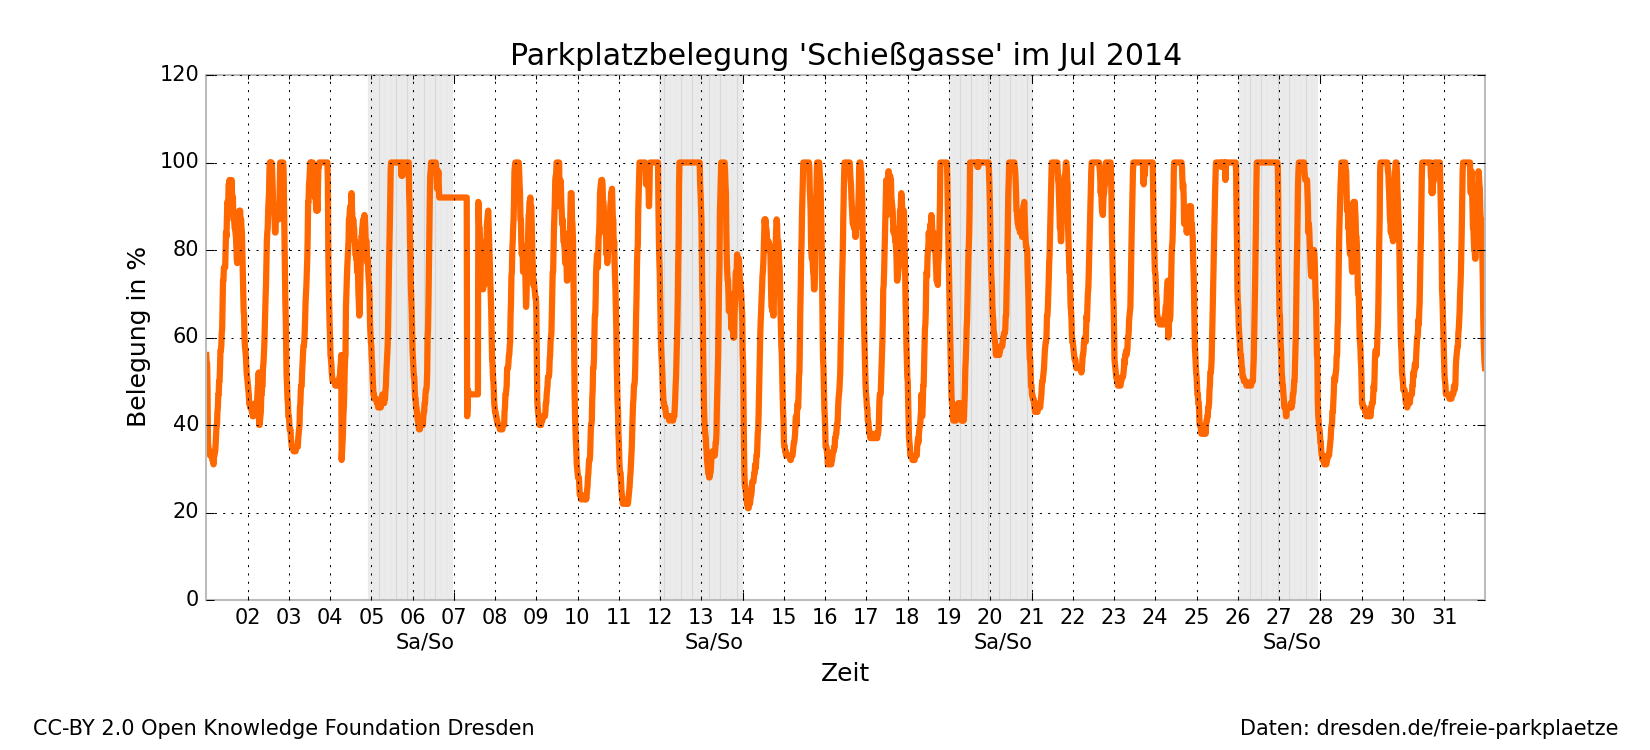 Parkplatzbelegung 'Schießgasse' im Jul 2014
120
100
80
60
40
20
0
Belegung in %
02 03 04 05 06 07 08 09 10 11 12 13 14 15 16 17 18 19 20 21 22 23 24 25 26 27 28 29 30 31
Sa/So Sa/So Sa/So Sa/So
Zeit
CC-BY 2.0 Open Knowledge Foundation Dresden
Daten: dresden.de/freie-parkplaetze